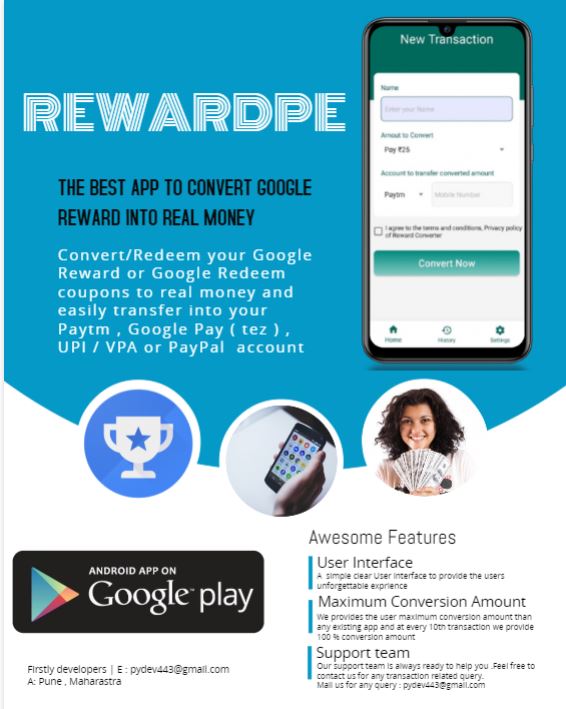 REWARDPE
THE BEST APP TO CONVERT GOOGLE
REWARD INTO REAL MONEY
Convert/Redeem your Google
Reward or Google Redeem
coupons to real money and
easily transfer into your
Paytm , Google Pay ( tez ) ,
UPI / VPA or PayPal account
New Transaction
Name
Enter your Name
Amout to Convert
Pay ₹25
Account to transfer converted amount
Paytm
Mobile Number
I agree to the terms and conditions, Privacy policy
of Reward Converter
Convert Now
Home
History
Settings
ANDROID APP ON
Google play
Firstly developers | E : pydev443@gmail.com
A: Pune , Maharastra
Awesome Features
User Interface
A simple clear User Interface to provide the users
unforgettable exprience
Maximum Conversion Amount
We provides the user maximum conversion amount than
any existing app and at every 10th transaction we provide
100 % conversion amount
Support team
Our support team is always ready to help you .Feel free to
contact us for any transaction related query.
Mail us for any query : pydev443@gmail.com